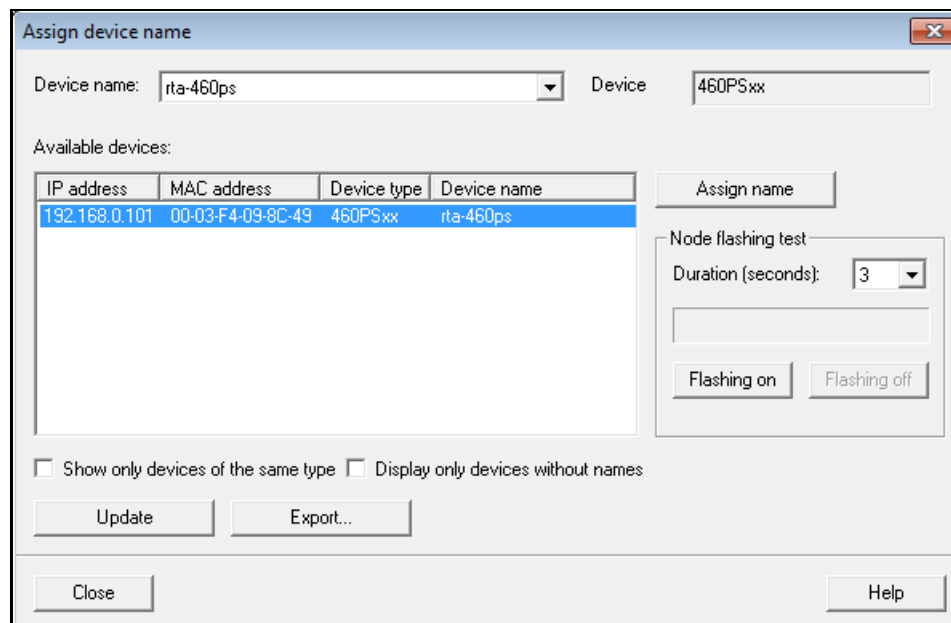 Assign device name
Device name: rta-460ps Device 460PSxx
Available devices:
IP address MAC address Device type Device name
192.168.0.101 00-03-F4-09-8C-49 460PSxx rta-460ps
Assign name
Node flashing test
Duration (seconds): 3
Flashing on Flashing off
Show only devices of the same type Display only devices without names
Update Export...
Close Help